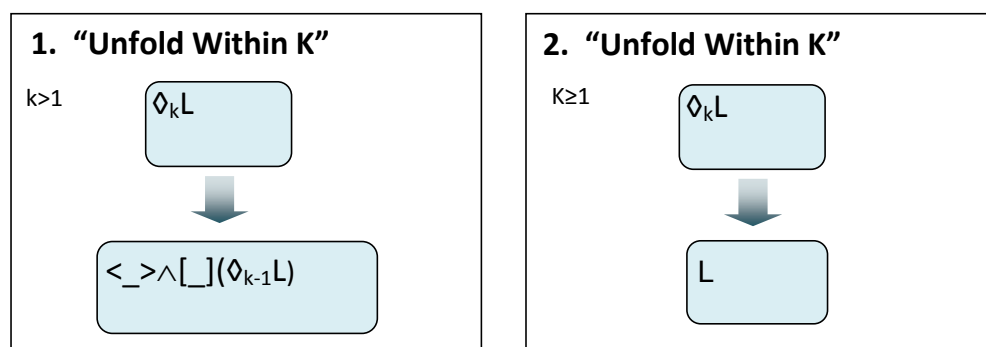 1. “Unfold Within K”
k>1
◊ₖL
<_>∧[_](◊ₖ₋₁L)
2. “Unfold Within K”
K≥1
◊ₖL
L